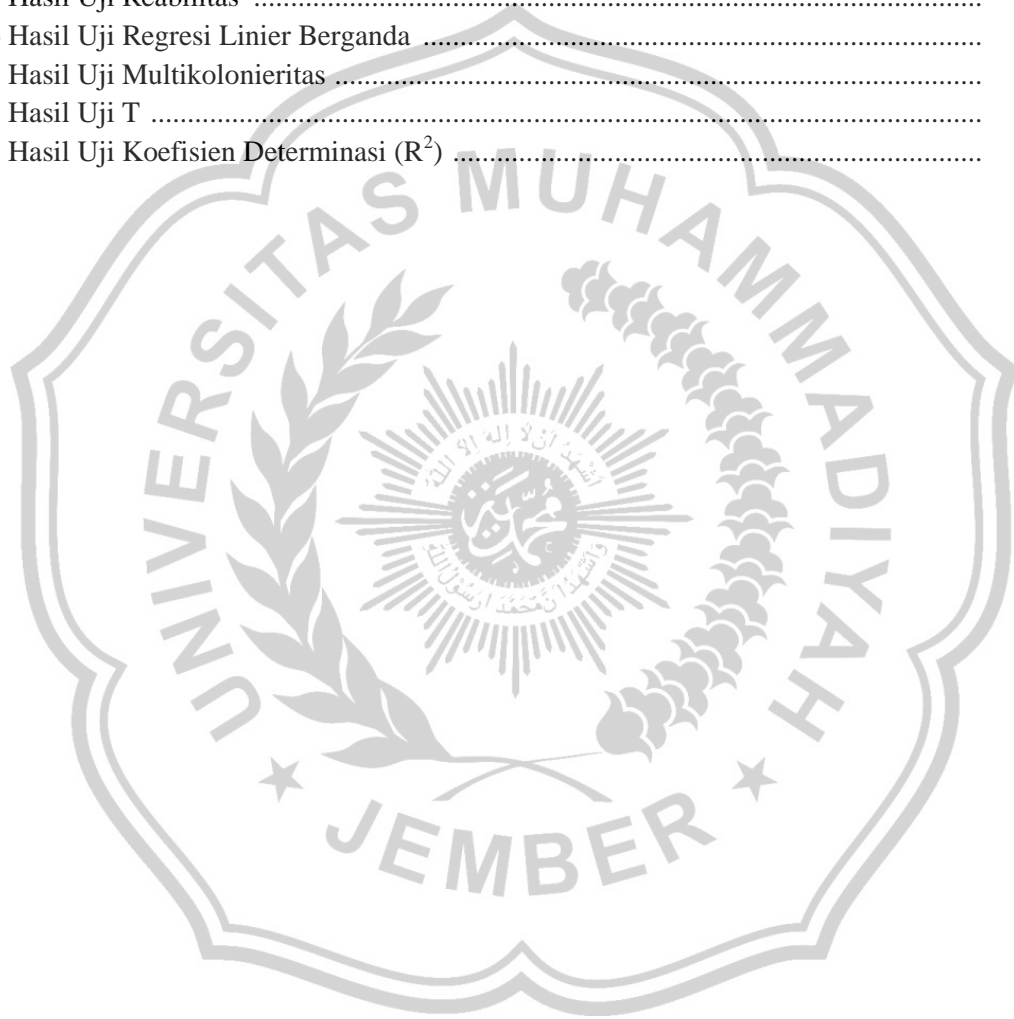 Hasil Uji Reabilitas ....................................................................................................
Hasil Uji Regresi Linier Berganda ............................................................................
Hasil Uji Multikolonieritas ........................................................................................
Hasil Uji T .................................................................................................................
Hasil Uji Koefisien Determinasi (R²) ........................................................................
UNIVERSITAS MUHAMMADIYAH
JEMBER